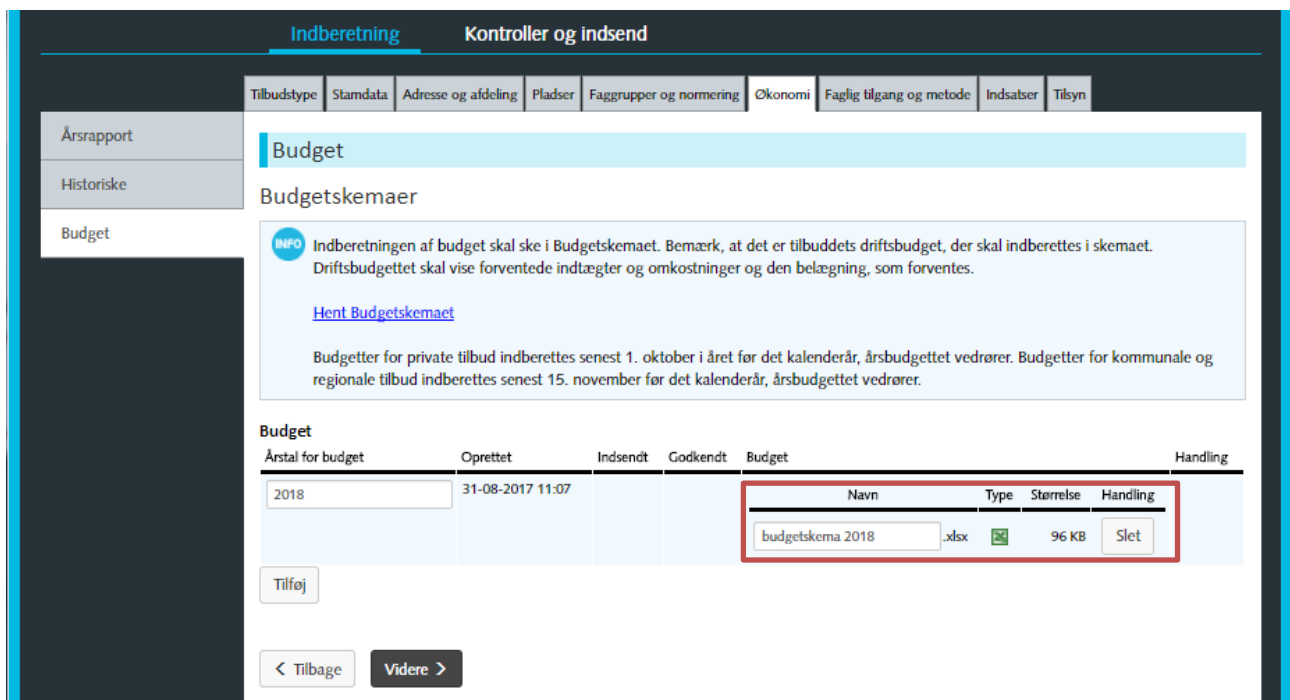 Indberetning Kontroller og indsend
Tilbudstype Stamdata Adresse og afdeling Pladser Faggrupper og normering Økonomi Faglig tilgang og metode Indsatser Tilsyn
Årsrapport
Historiske
Budget
Budget
Budgetskemaer
INFO
Indberetningen af budget skal ske i Budgetskemaet. Bemærk, at det er tilbuddets driftsbudget, der skal indberettes i skemaet.
Driftsbudgettet skal vise forventede indtægter og omkostninger og den belægning, som forventes.
Hent Budgetskemaet
Budgetter for private tilbud indberettes senest 1. oktober i året før det kalenderår, årsbudgettet vedrører. Budgetter for kommunale og
regionale tilbud indberettes senest 15. november før det kalenderår, årsbudgettet vedrører.
Budget
Årstal for budget Oprettet Indsendt Godkendt Budget Handling
2018 31-08-2017 11:07
Navn Type Størrelse Handling
budgetskema 2018 .xlsx 96 KB Slet
Tilføj
< Tilbage Videre >